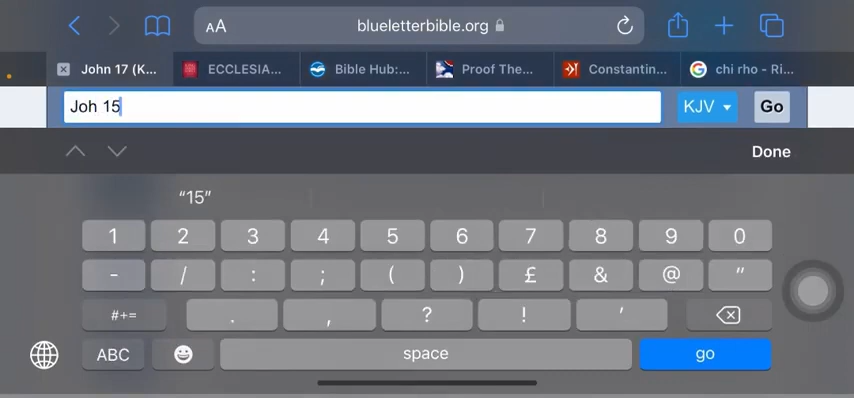 AA blueletterbible.org
John 17 (K... ECCLESIA... Bible Hub:... Proof The... Constantin... chi rho - Ri...
Joh 15 KJV Go
Done
“15”
1 2 3 4 5 6 7 8 9 0
- / : ; ( ) £ & @ "
#+= . , ? ! '
ABC space go